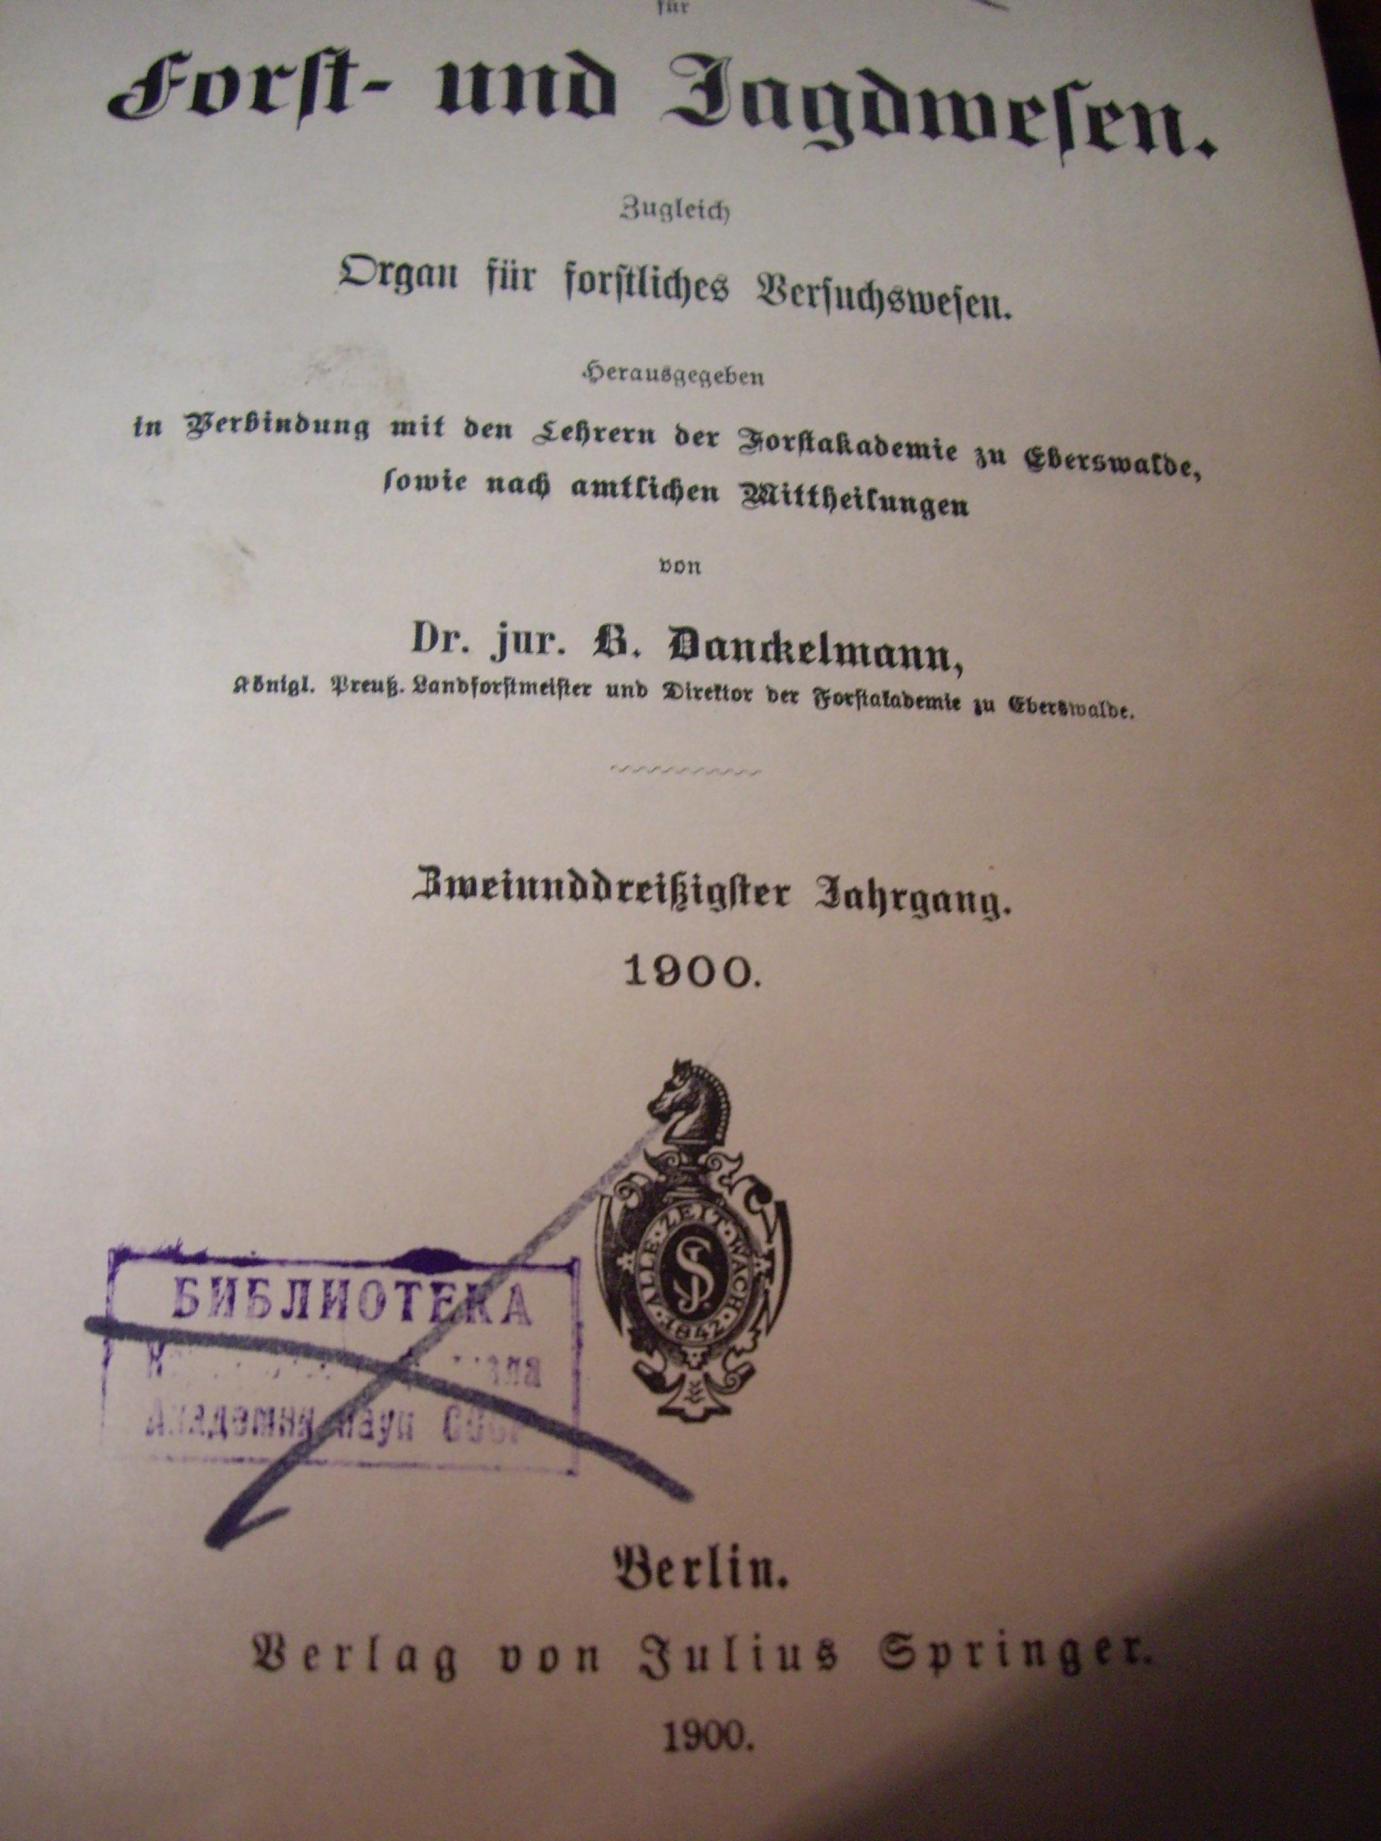 für
Forst- und Jagdwesen.
Zugleich
Organ für forstliches Versuchswesen.
Herausgegeben
in Verbindung mit den Lehrern der Forstakademie zu Eberswalde,
sowie nach amtlichen Mittheilungen
von
Dr. jur. B. Danckelmann,
Königl. Preuß. Landforstmeister und Direktor der Forstakademie zu Eberswalde.
Zweiunddreißigster Jahrgang.
1900.
ALLE·ZEIT·WACH
S
1842
БИБЛИОТЕКА
Академии наук СССР
Berlin.
Verlag von Julius Springer.
1900.